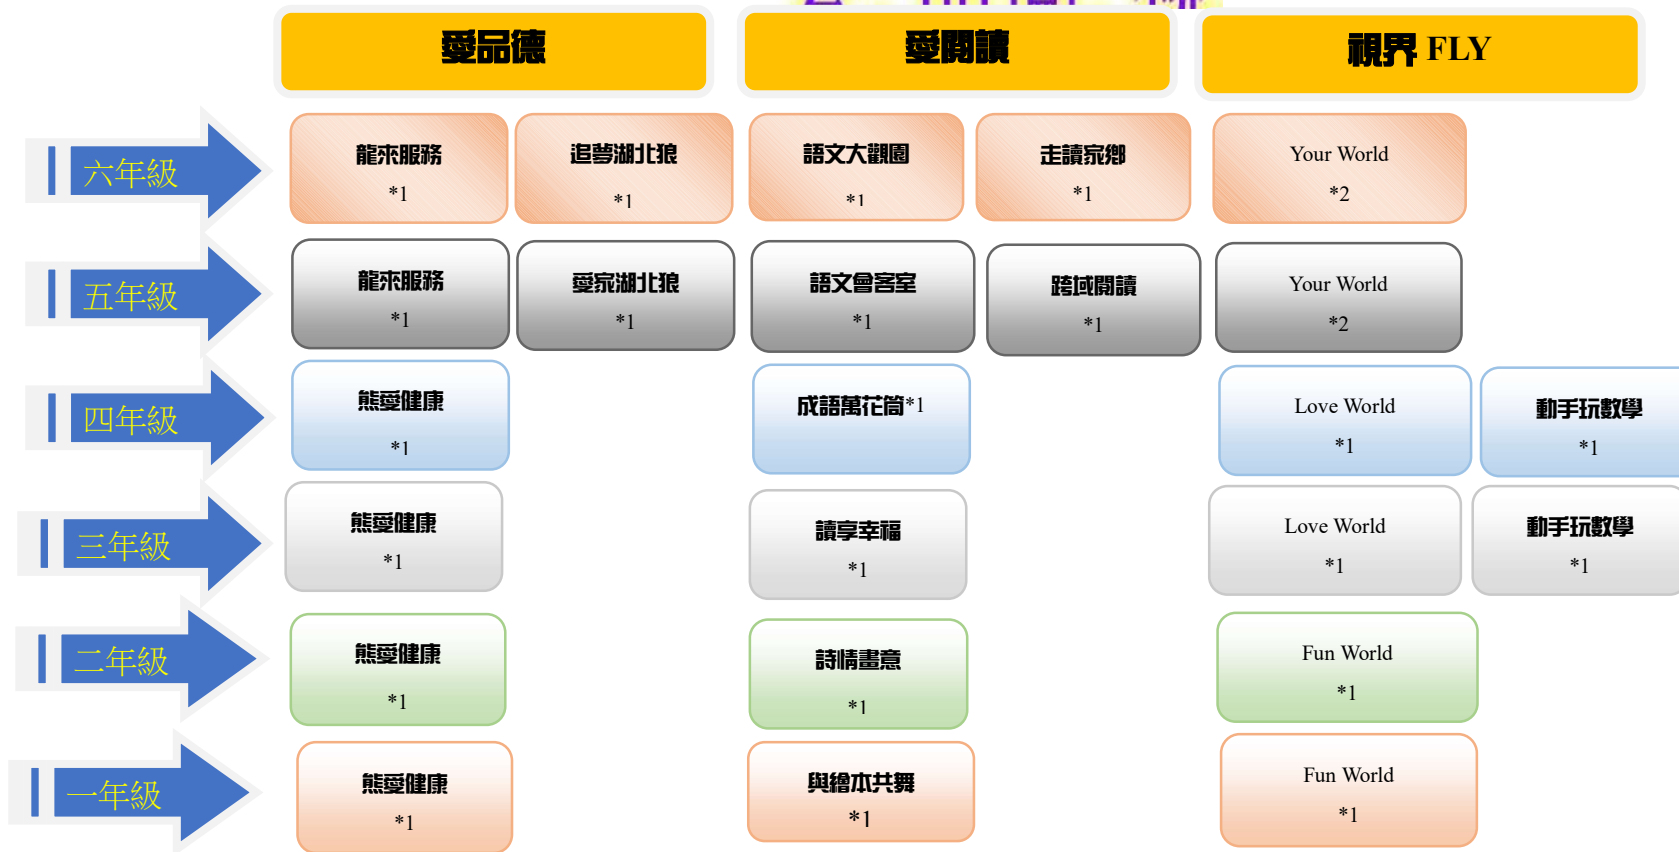 愛品德
愛閱讀
視界 FLY
六年級
龍來服務
*1
追夢湖北狼
*1
語文大觀園
*1
走讀家鄉
*1
Your World
*2
五年級
龍來服務
*1
愛家湖北狼
*1
語文會客室
*1
跨域閱讀
*1
Your World
*2
四年級
熊愛健康
*1
成語萬花筒*1
Love World
*1
動手玩數學
*1
三年級
熊愛健康
*1
讀享幸福
*1
Love World
*1
動手玩數學
*1
二年級
熊愛健康
*1
詩情畫意
*1
Fun World
*1
一年級
熊愛健康
*1
與繪本共舞
*1
Fun World
*1